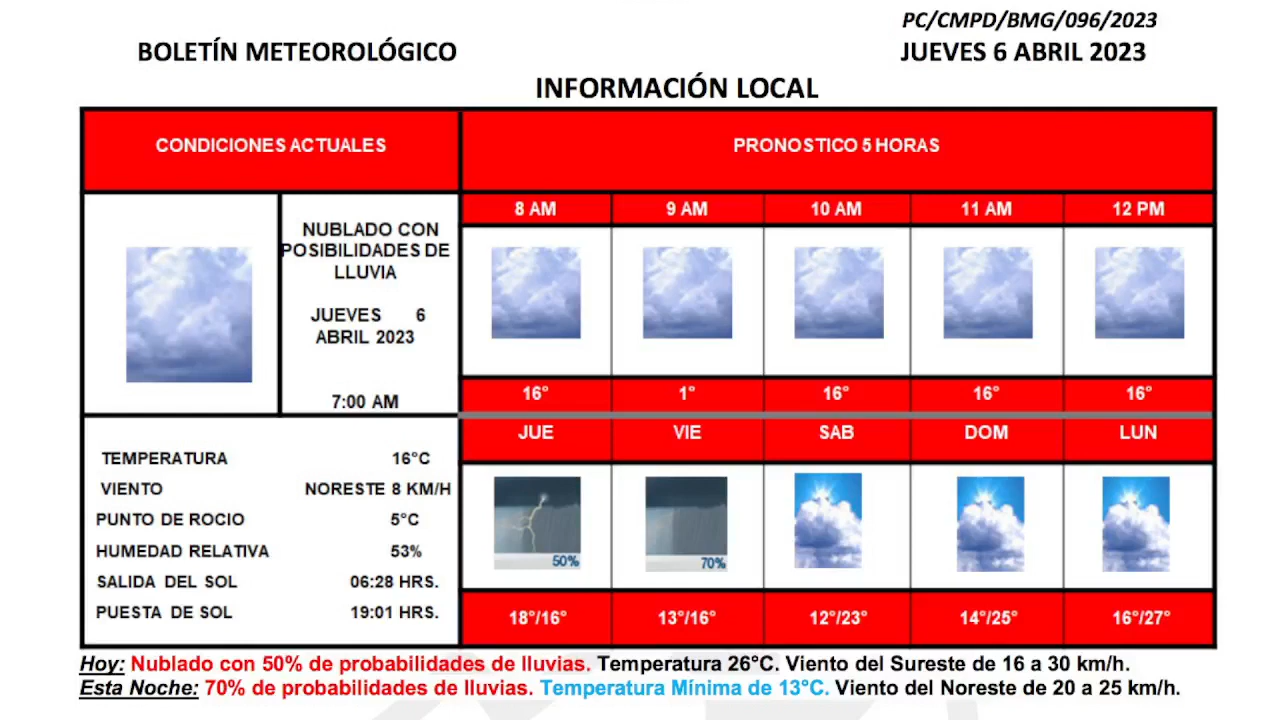 PC/CMPD/BMG/096/2023
BOLETÍN METEOROLÓGICO JUEVES 6 ABRIL 2023
INFORMACIÓN LOCAL
CONDICIONES ACTUALES PRONOSTICO 5 HORAS
8 AM 9 AM 10 AM 11 AM 12 PM
NUBLADO CON
POSIBILIDADES DE
LLUVIA
JUEVES 6
ABRIL 2023
7:00 AM
16° 1° 16° 16° 16°
JUE VIE SAB DOM LUN
TEMPERATURA 16°C
VIENTO NORESTE 8 KM/H
PUNTO DE ROCIO 5°C
HUMEDAD RELATIVA 53%
SALIDA DEL SOL 06:28 HRS.
PUESTA DE SOL 19:01 HRS.
50% 70%
18°/16° 13°/16° 12°/23° 14°/25° 16°/27°
Hoy: Nublado con 50% de probabilidades de lluvias. Temperatura 26°C. Viento del Sureste de 16 a 30 km/h.
Esta Noche: 70% de probabilidades de lluvias. Temperatura Mínima de 13°C. Viento del Noreste de 20 a 25 km/h.